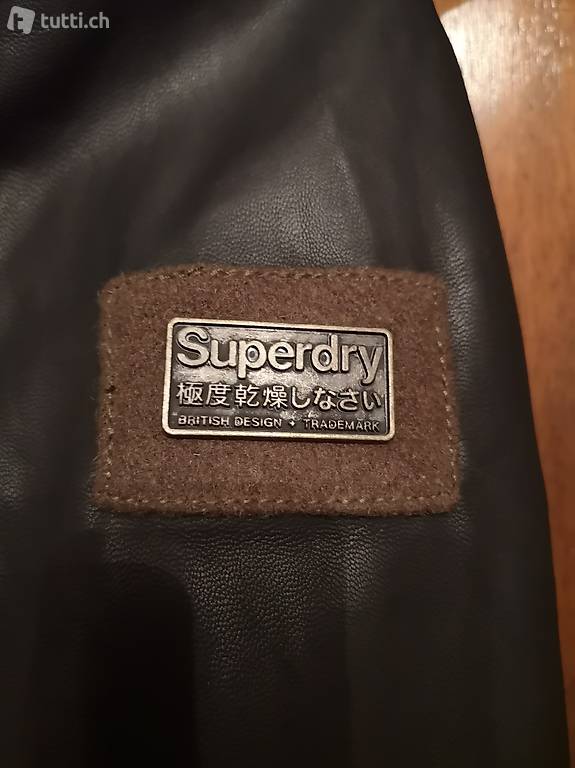 tutti.ch
Superdry
極度乾燥しなさい
BRITISH DESIGN + TRADEMARK